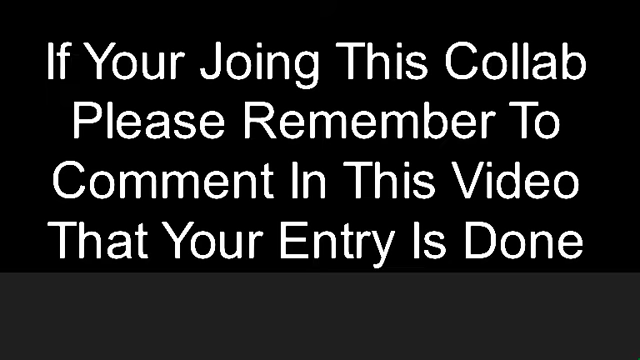 If Your Joing This Collab
Please Remember To
Comment In This Video
That Your Entry Is Done